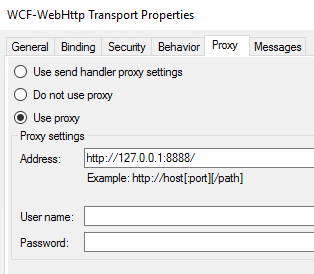 WCF-WebHttp Transport Properties
General Binding Security Behavior Proxy Messages
Use send handler proxy settings
Do not use proxy
Use proxy
Proxy settings
Address: http://127.0.0.1:8888/
Example: http://host[:port][/path]
User name:
Password: